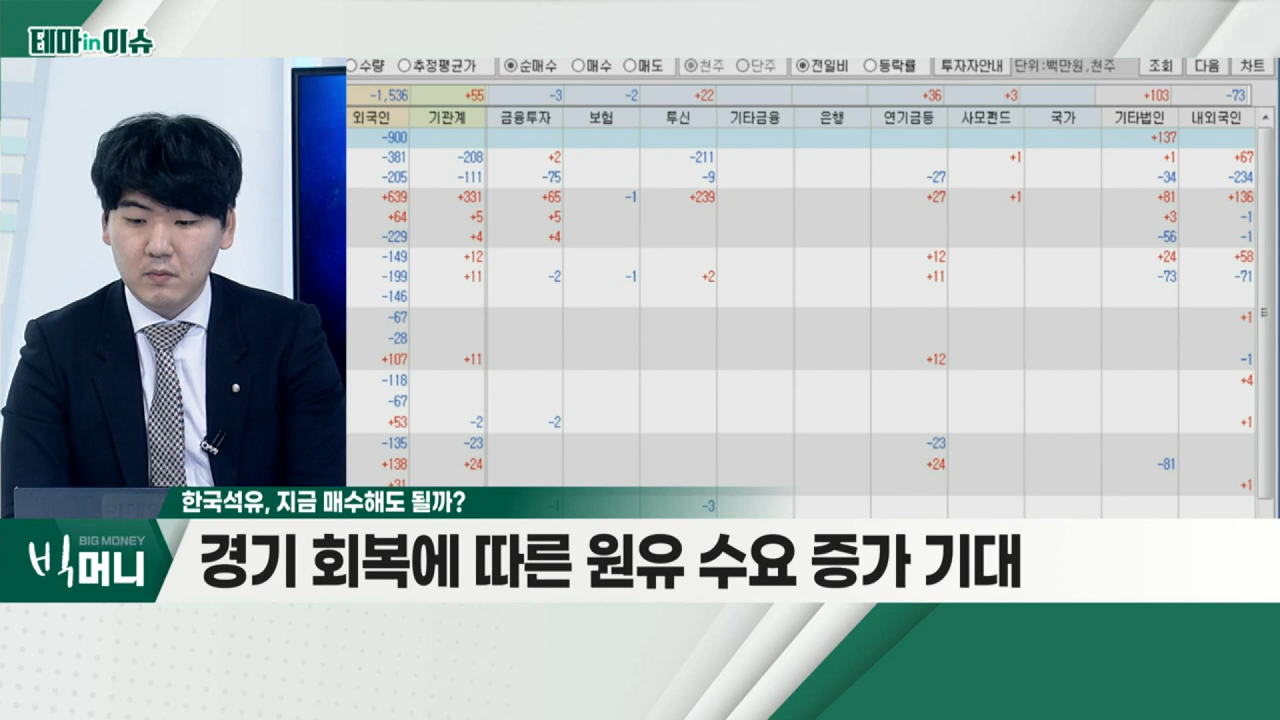 테마in이슈
수량 추정평균가 순매수 매수 매도 천주 단주 전일비 등락률 투자자안내 단위:백만원,천주 조회 다음 차트
-1,536 +55 -3 -2 +22 +36 +3 +103 -73
외국인 기관계 금융투자 보험 투신 기타금융 은행 연기금등 사모펀드 국가 기타법인 내외국인
-900 +137
-381 -208 +2 -211 +1 +1 +67
-205 -111 -75 -9 -27 -34 -234
+639 +331 +65 -1 +239 +27 +1 +81 +136
+64 +5 +5 +3 -1
-229 +4 +4 -56 -1
-149 +12 +12 +24 +58
-199 +11 -2 -1 +2 +11 -73 -71
-146
-67 +1
-28
+107 +11 +12 -1
-118 +4
-67
+53 -2 -2 +1
-135 -23 -23
+138 +24 +24 -81
+31 +1
-3
한국석유, 지금 매수해도 될까?
BIG MONEY
빅머니
경기 회복에 따른 원유 수요 증가 기대